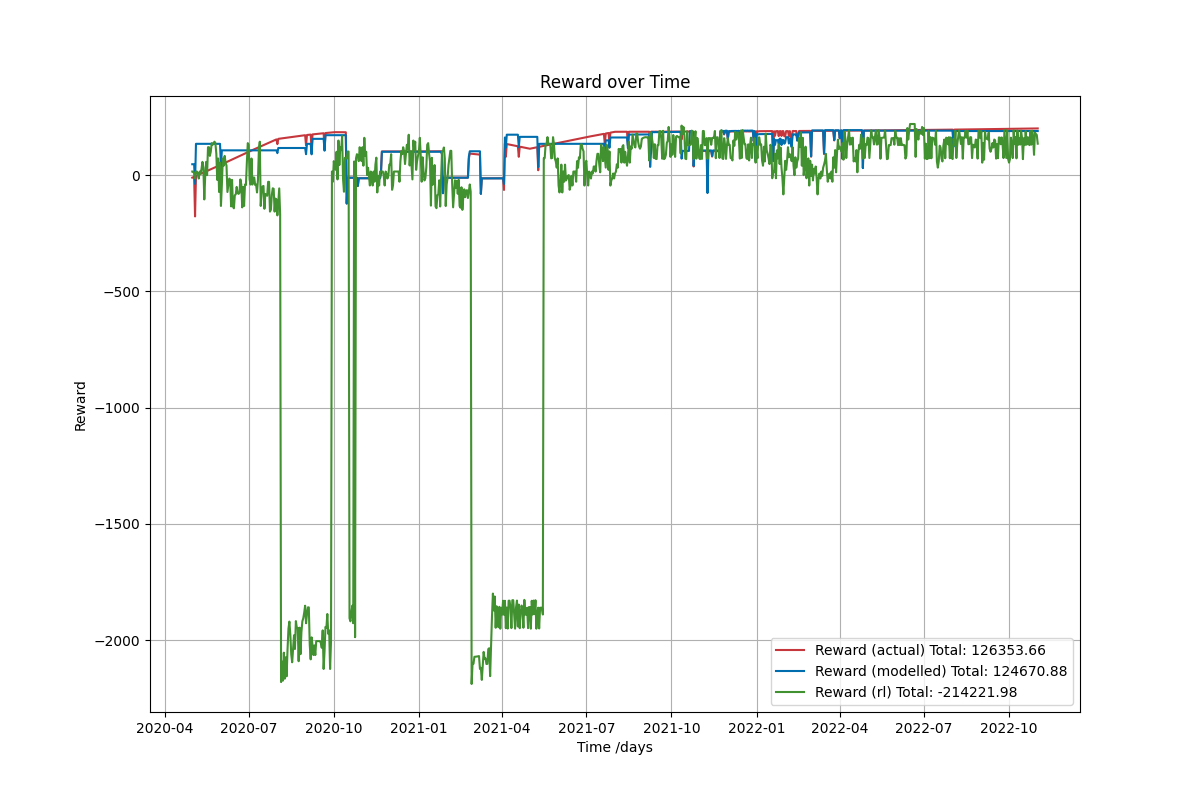 Reward over Time
0
−500
−1000
−1500
−2000
Reward
2020-04
2020-07
2020-10
2021-01
2021-04
2021-07
2021-10
2022-01
2022-04
2022-07
2022-10
Time /days
Reward (actual) Total: 126353.66
Reward (modelled) Total: 124670.88
Reward (rl) Total: -214221.98